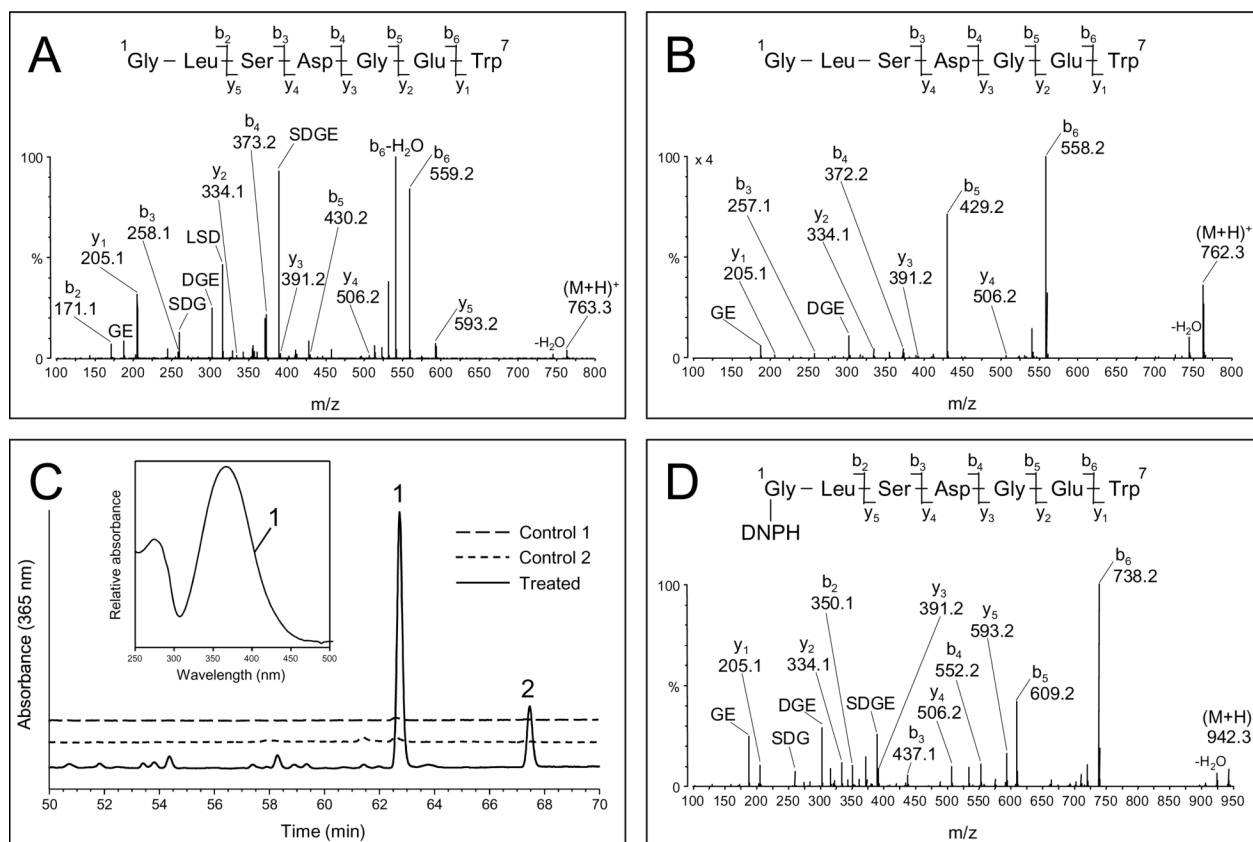 A
b2 b3 b4 b5 b6
1Gly – Leu Ser Asp Gly Glu Trp7
y5 y4 y3 y2 y1
b4
373.2
SDGE
b6-H2O
b6
559.2
y2
334.1
b3
258.1
b5
430.2
LSD
y1
205.1
DGE
y3
391.2
y4
506.2
b2
171.1
SDG
y5
593.2
(M+H)+
763.3
GE
-H2O
100
%
0
100 150 200 250 300 350 400 450 500 550 600 650 700 750 800
m/z
B
b3 b4 b5 b6
1Gly – Leu – Ser Asp Gly Glu Trp7
y4 y3 y2 y1
100
x 4
b6
558.2
b4
372.2
b5
429.2
b3
257.1
y2
334.1
y1
205.1
y3
391.2
(M+H)+
762.3
y4
506.2
GE
DGE
-H2O
%
0
100 150 200 250 300 350 400 450 500 550 600 650 700 750 800
m/z
C
1
1
Relative absorbance
250 300 350 400 450 500
Wavelength (nm)
Control 1
Control 2
Treated
2
Absorbance (365 nm)
50 52 54 56 58 60 62 64 66 68 70
Time (min)
D
b2 b3 b4 b5 b6
1Gly – Leu Ser Asp Gly Glu Trp7
DNPH
y5 y4 y3 y2 y1
b6
738.2
b2
350.1
y3
391.2
y5
593.2
y1
205.1
y2
334.1
b4
552.2
b5
609.2
GE
DGE
SDGE
y4
506.2
SDG
b3
437.1
(M+H)
942.3
-H2O
100
%
0
100 150 200 250 300 350 400 450 500 550 600 650 700 750 800 850 950
m/z